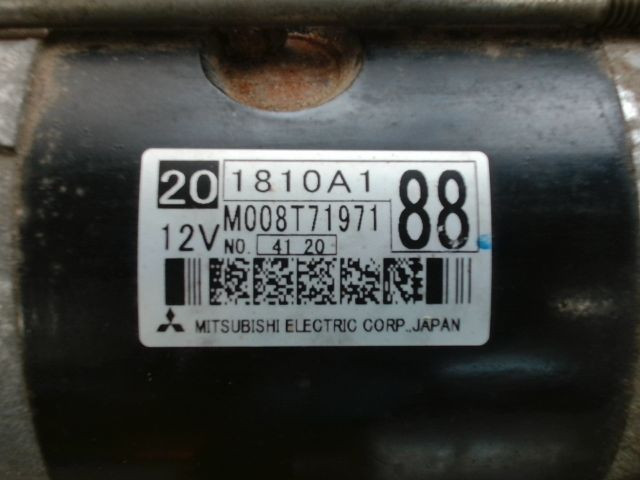 20 1810A1 88
M008T71971
12V NO. 41 20
MITSUBISHI ELECTRIC CORP. JAPAN